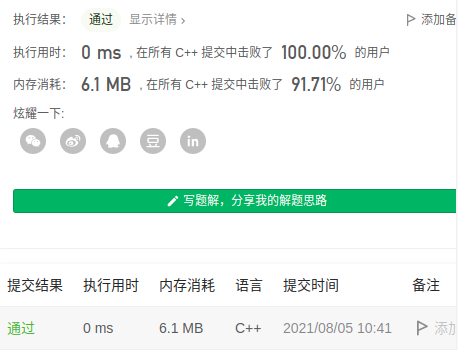 执行结果： 通过 显示详情 › 添加备
执行用时： 0 ms ，在所有 C++ 提交中击败了 100.00% 的用户
内存消耗： 6.1 MB ，在所有 C++ 提交中击败了 91.71% 的用户
炫耀一下:
豆 in
写题解，分享我的解题思路
提交结果 执行用时 内存消耗 语言 提交时间 备注
通过 0 ms 6.1 MB C++ 2021/08/05 10:41 添加